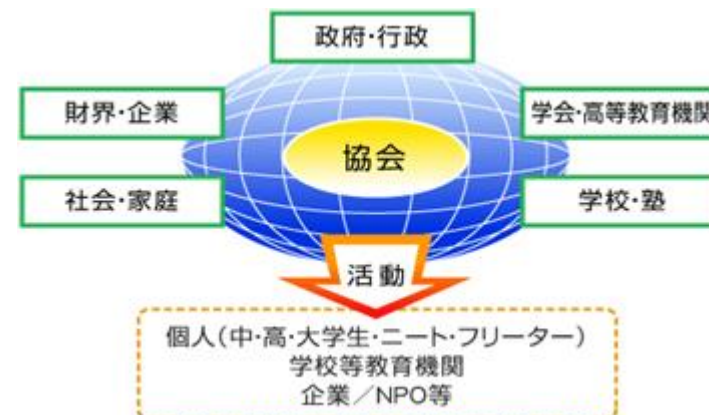 政府・行政
財界・企業
学会・高等教育機関
協会
社会・家庭
学校・塾
活動
個人(中・高・大学生・ニート・フリーター)
学校等教育機関
企業/NPO等